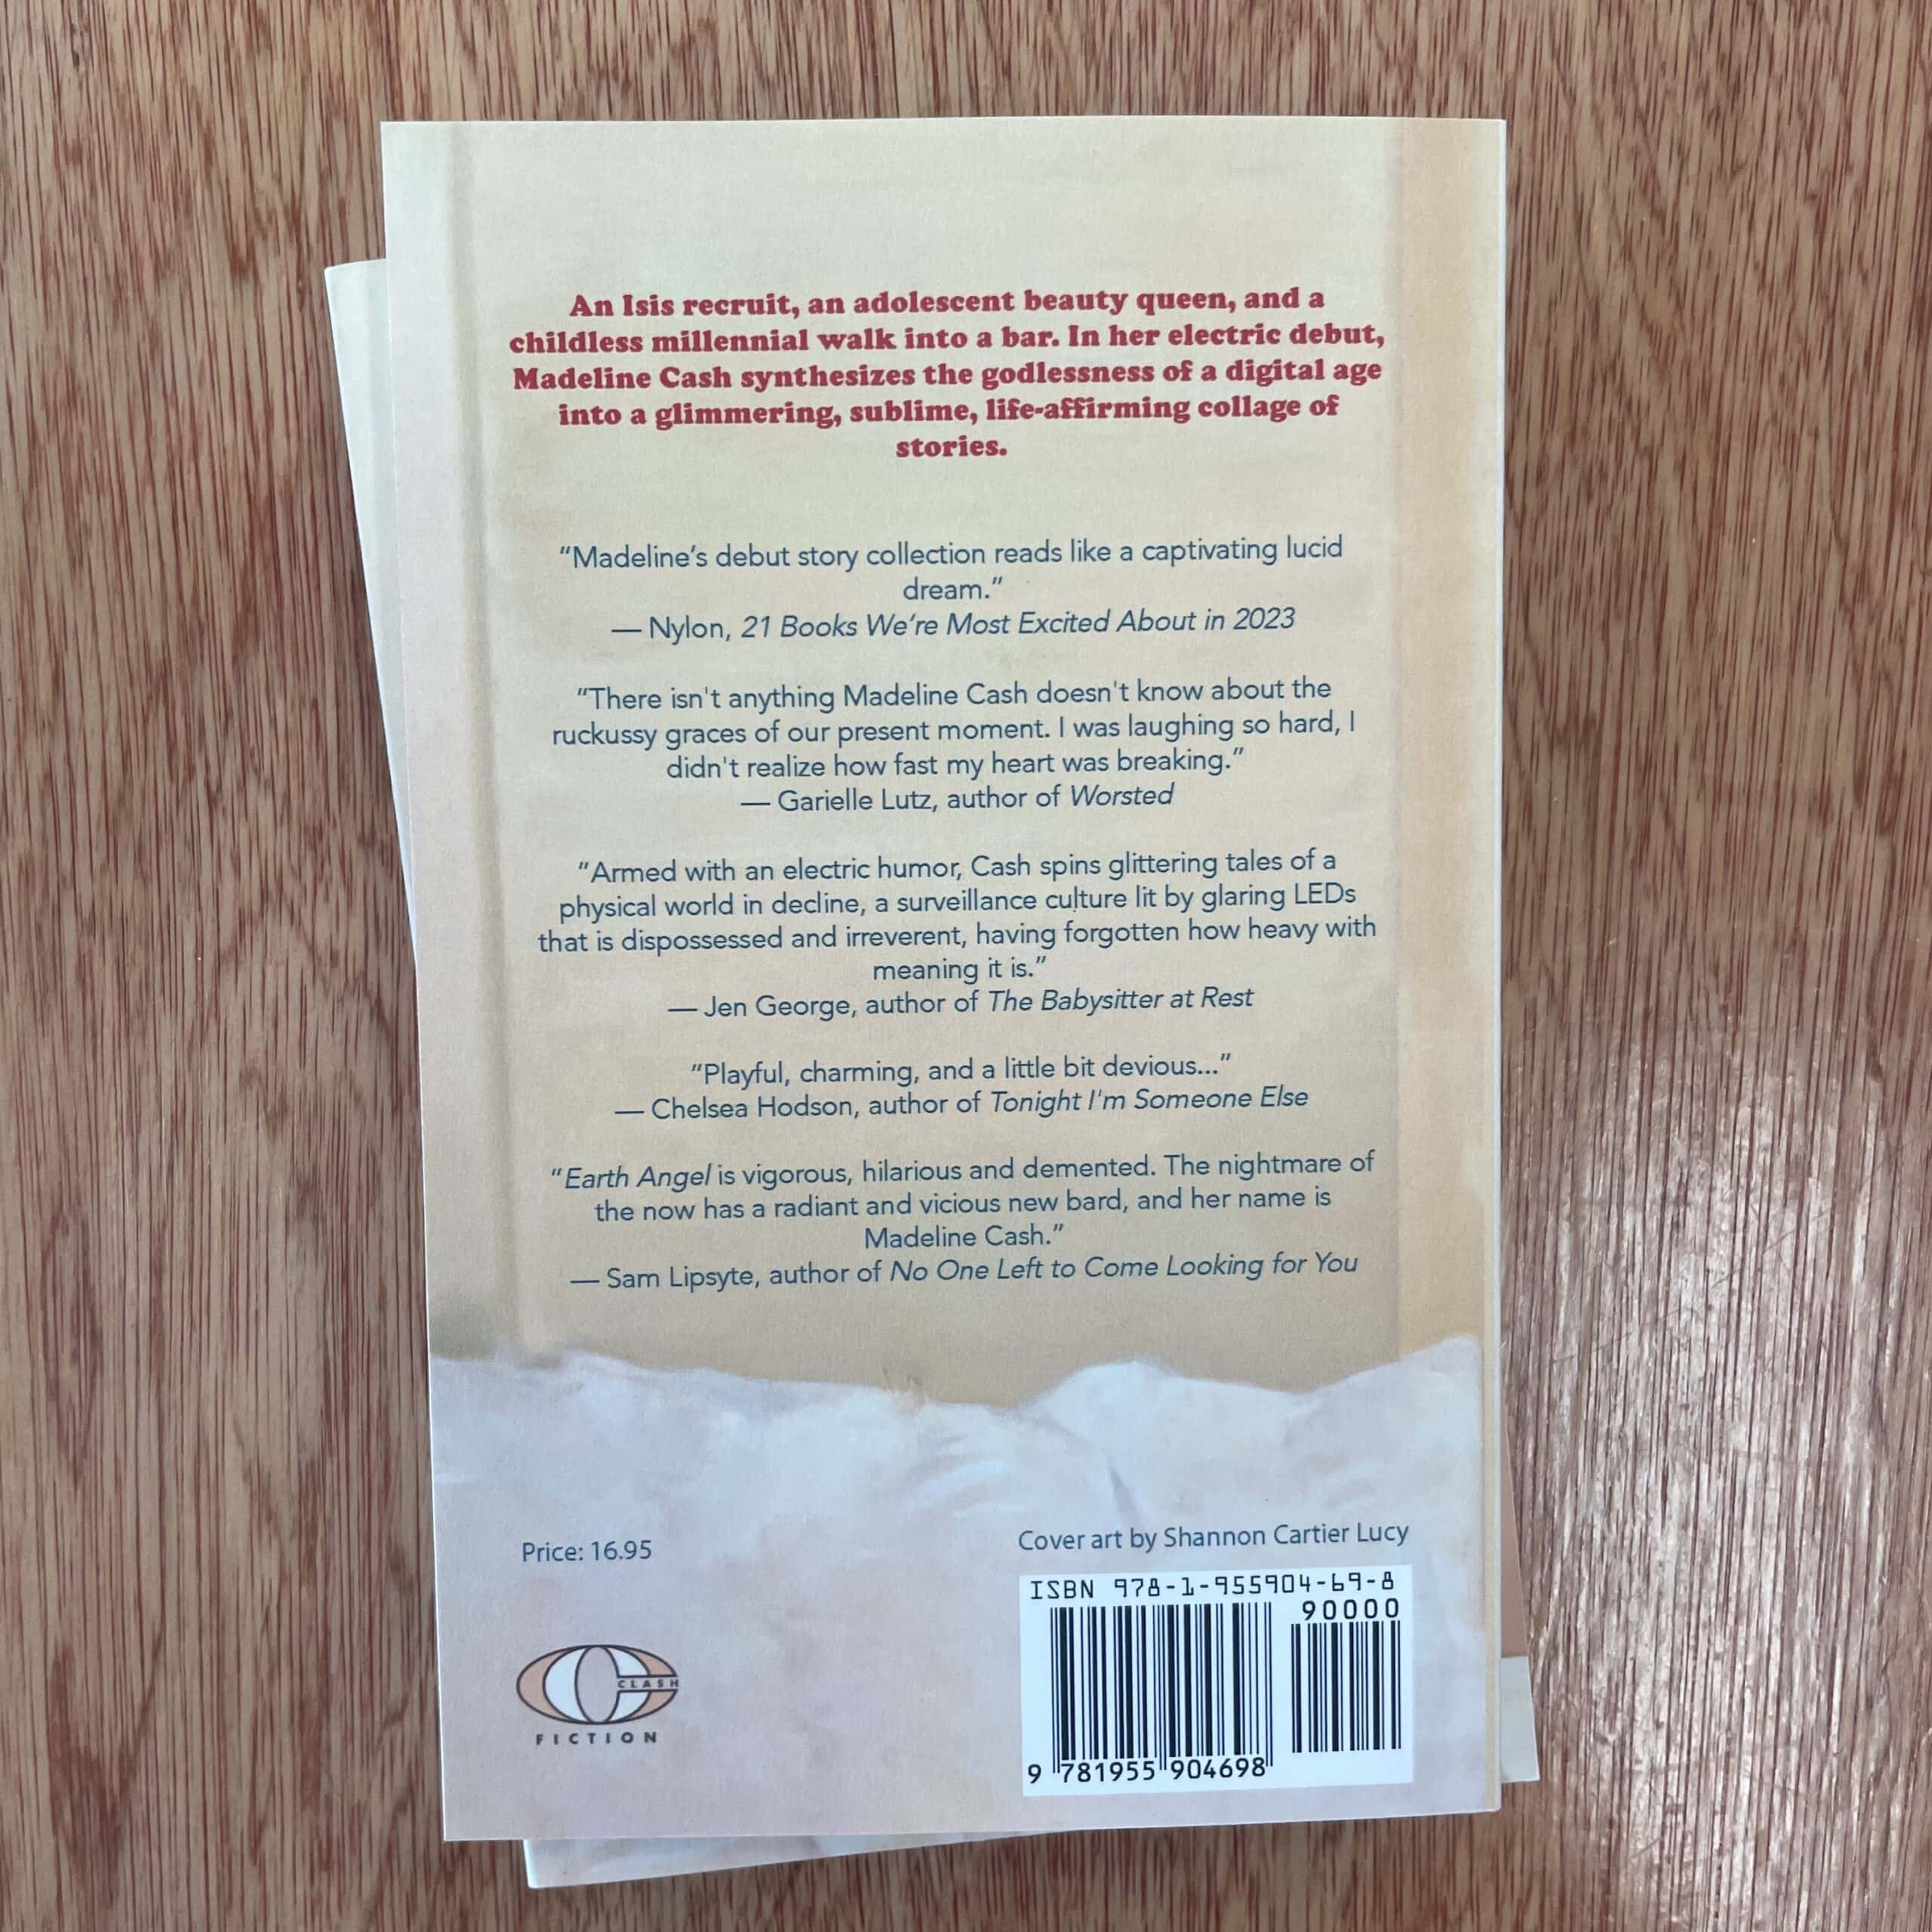 An Isis recruit, an adolescent beauty queen, and a
childless millennial walk into a bar. In her electric debut,
Madeline Cash synthesizes the godlessness of a digital age
into a glimmering, sublime, life-affirming collage of
stories.
“Madeline’s debut story collection reads like a captivating lucid
dream.”
— Nylon, 21 Books We’re Most Excited About in 2023
“There isn't anything Madeline Cash doesn't know about the
ruckussy graces of our present moment. I was laughing so hard, I
didn't realize how fast my heart was breaking.”
— Garielle Lutz, author of Worsted
“Armed with an electric humor, Cash spins glittering tales of a
physical world in decline, a surveillance culture lit by glaring LEDs
that is dispossessed and irreverent, having forgotten how heavy with
meaning it is.”
— Jen George, author of The Babysitter at Rest
“Playful, charming, and a little bit devious...”
— Chelsea Hodson, author of Tonight I'm Someone Else
“Earth Angel is vigorous, hilarious and demented. The nightmare of
the now has a radiant and vicious new bard, and her name is
Madeline Cash.”
— Sam Lipsyte, author of No One Left to Come Looking for You
Price: 16.95
Cover art by Shannon Cartier Lucy
ISBN 978-1-955904-69-8
90000
9 781955 904698
CLASH
FICTION